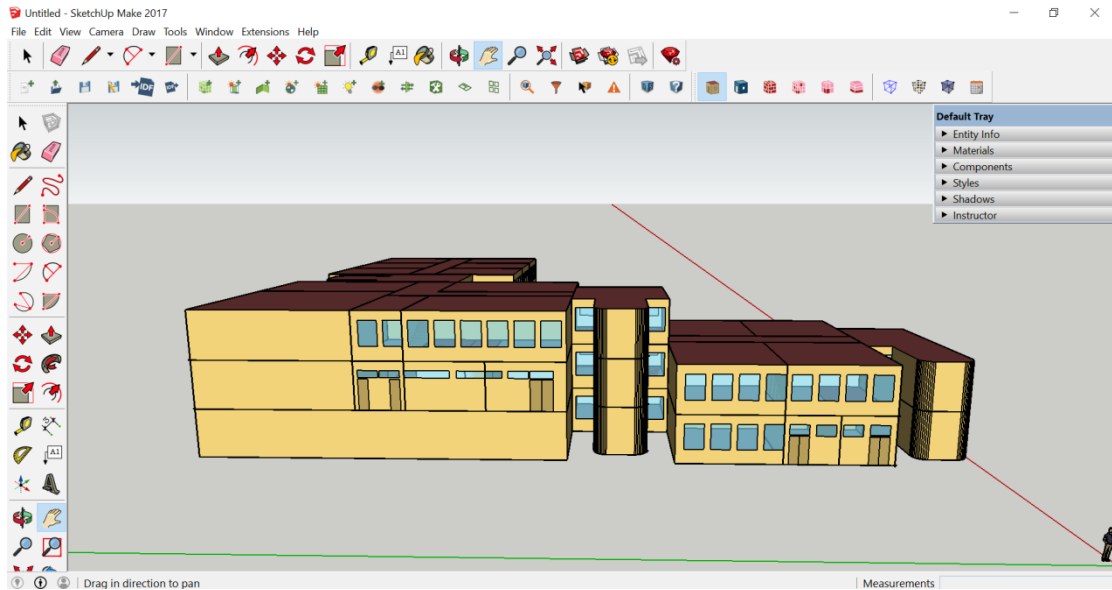 Untitled - SketchUp Make 2017
File Edit View Camera Draw Tools Window Extensions Help
A1
IDF
Default Tray
Entity Info
Materials
Components
Styles
Shadows
Instructor
A1
Drag in direction to pan
Measurements